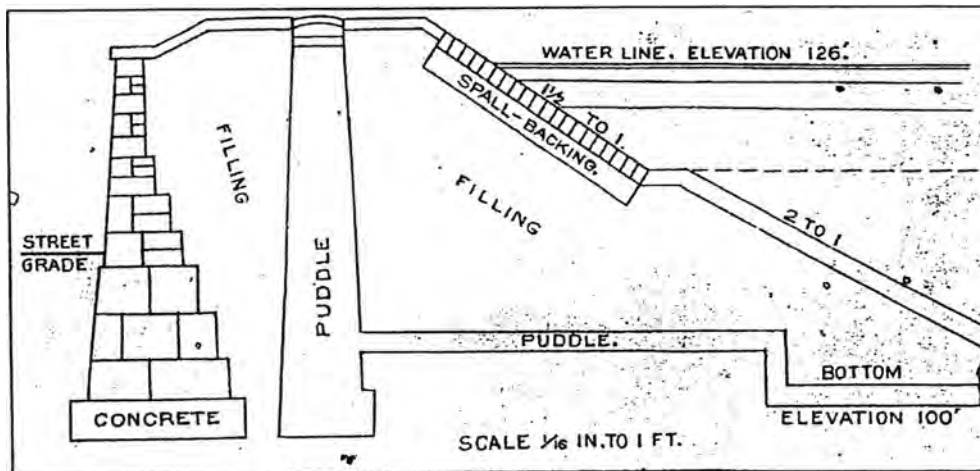 WATER LINE. ELEVATION 126'.
1½ TO 1.
SPALL-BACKING.
FILLING
FILLING
2 TO 1
STREET
GRADE
PUDDLE
PUDDLE.
BOTTOM
CONCRETE
ELEVATION 100'
SCALE 1/16 IN. TO 1 FT.